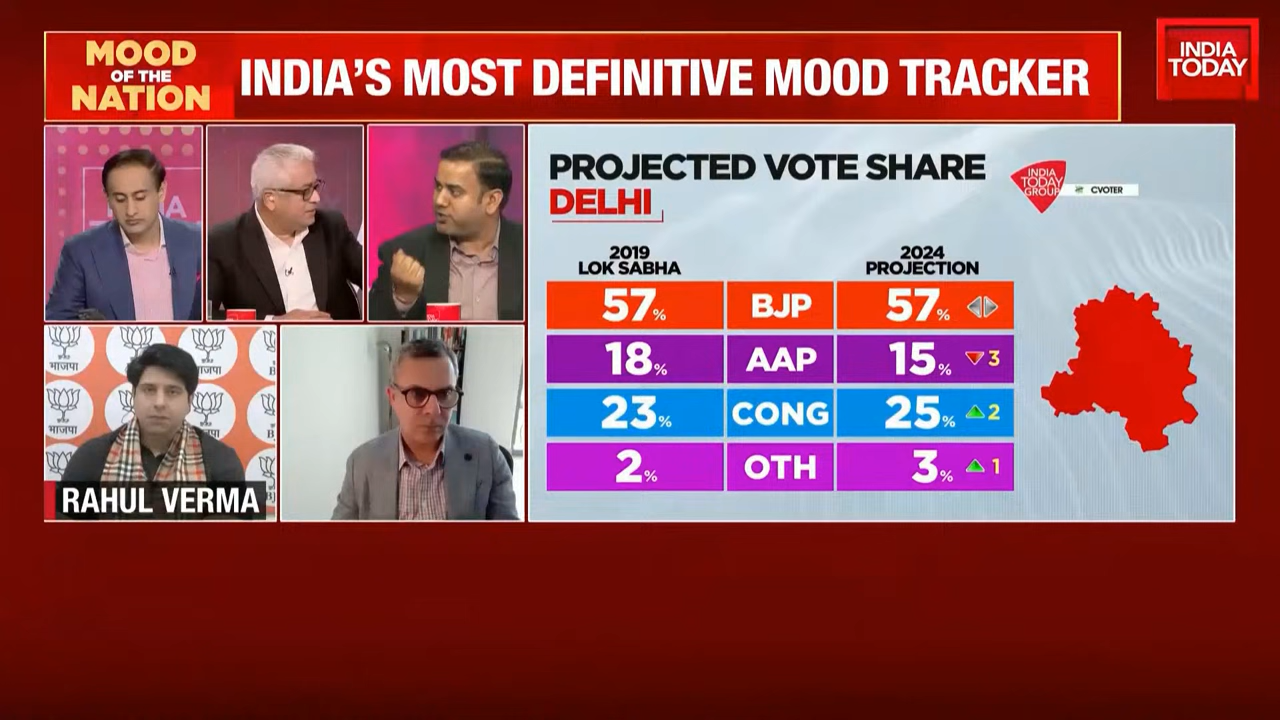 MOOD
OF THE
NATION
INDIA'S MOST DEFINITIVE MOOD TRACKER
INDIA
TODAY
PROJECTED VOTE SHARE
DELHI
INDIA
TODAY
GROUP
CVOTER
2019
LOK SABHA
2024
PROJECTION
57% BJP 57%
18% AAP 15% 3
23% CONG 25% 2
2% OTH 3% 1
भाजपा
भाजपा
भाजपा
RAHUL VERMA